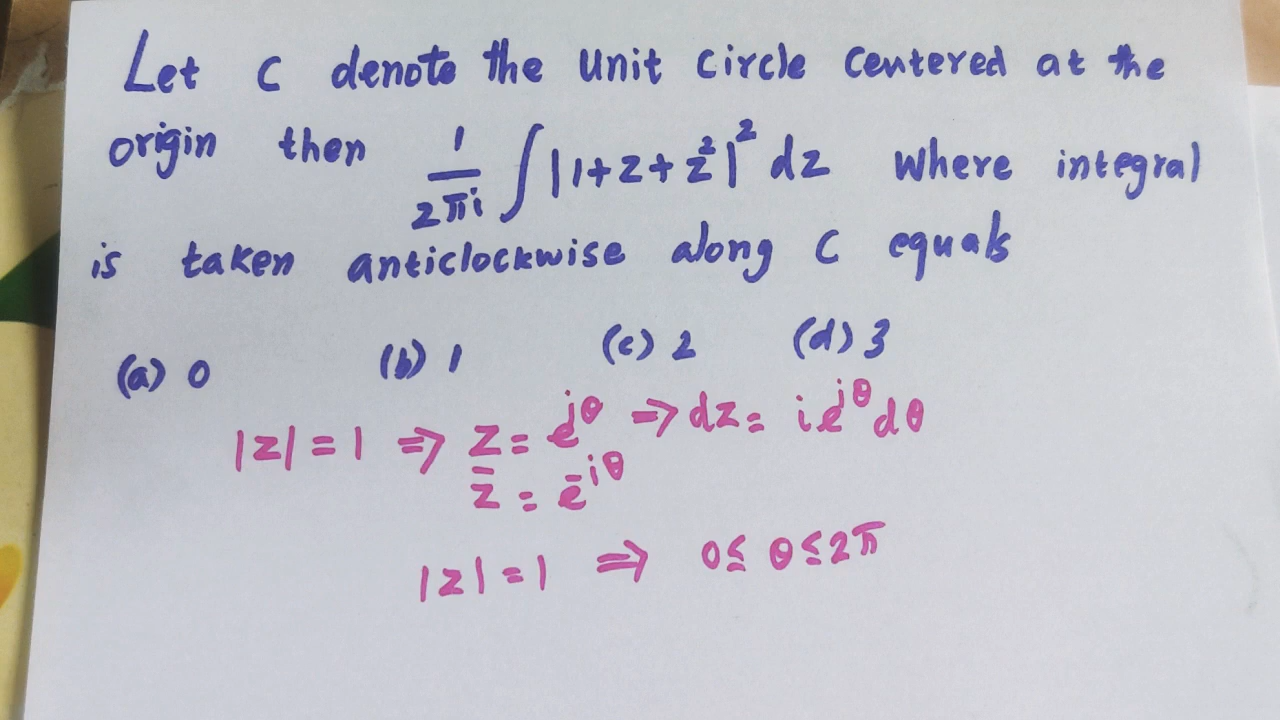 Let C denote the Unit Circle Centered at the
origin then 1/2πi ∫|1+z+z²|² dz Where integral
is taken anticlockwise along C equals
(a) 0 (b) 1 (c) 2 (d) 3
|z| = 1 ⇒ z = e^iθ ⇒ dz = ie^iθ dθ
z̄ = e^-iθ
|z| = 1 ⇒ 0 ≤ θ ≤ 2π